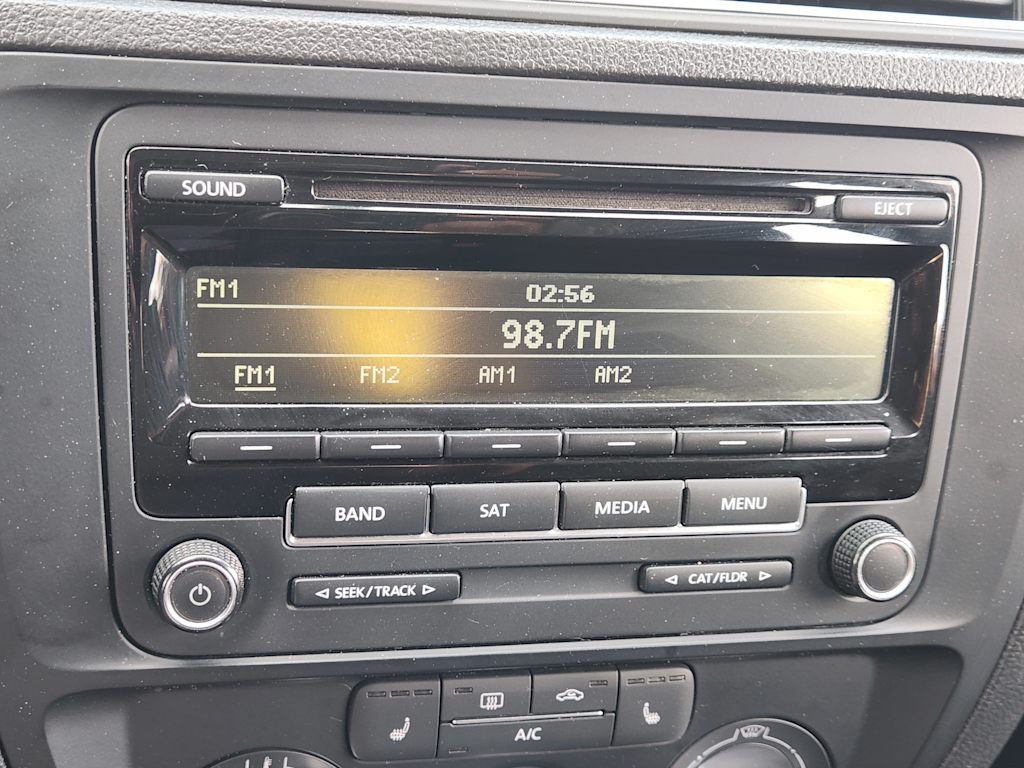 SOUND
EJECT
FM1
02:56
98.7FM
FM1 FM2 AM1 AM2
BAND SAT MEDIA MENU
SEEK/TRACK
CAT/FLDR
A/C